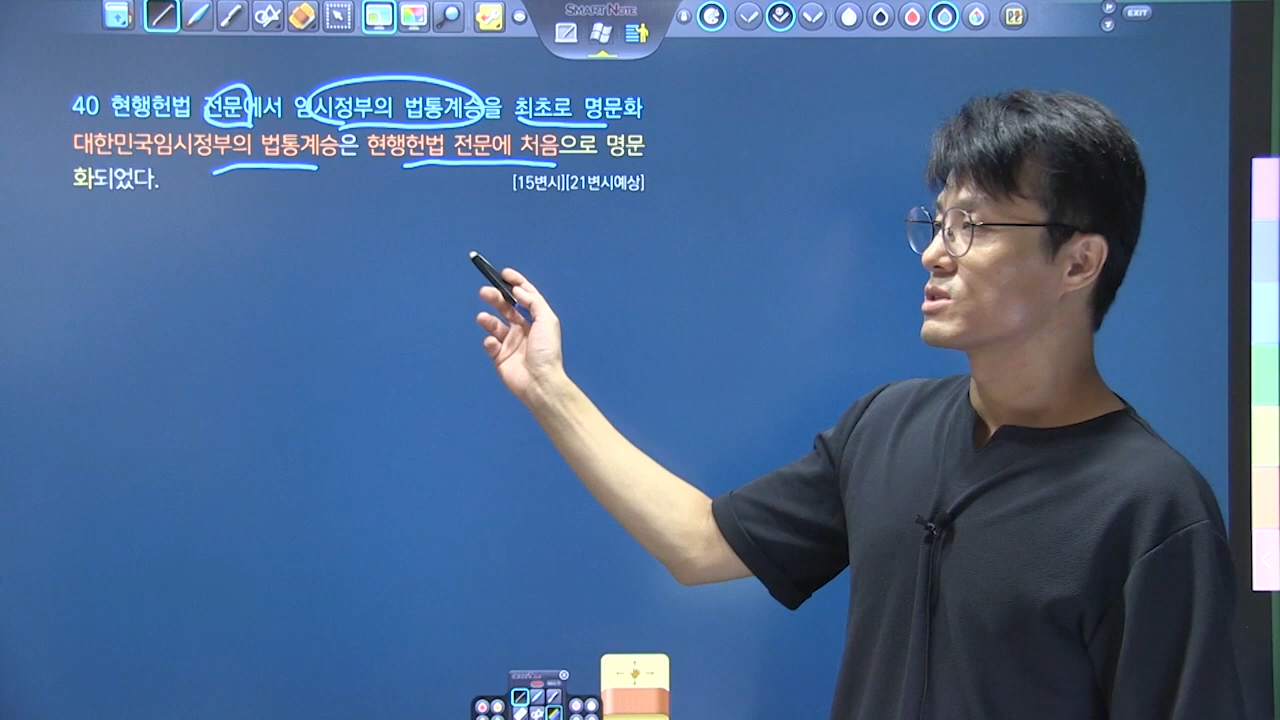 SMART NOTE
EXIT
40 현행헌법 전문에서 임시정부의 법통계승을 최초로 명문화
대한민국임시정부의 법통계승은 현행헌법 전문에 처음으로 명문
화되었다.
[15변시][21변시예상]